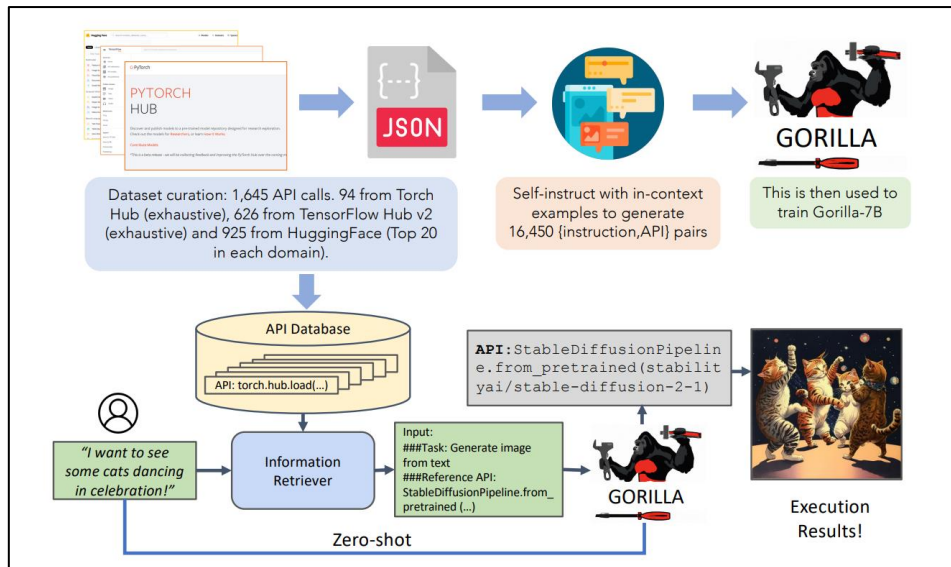 PyTorch
PYTORCH
HUB
{...}
JSON
GORILLA
Dataset curation: 1,645 API calls. 94 from Torch
Hub (exhaustive), 626 from TensorFlow Hub v2
(exhaustive) and 925 from HuggingFace (Top 20
in each domain).
Self-instruct with in-context
examples to generate
16,450 {instruction,API} pairs
This is then used to
train Gorilla-7B
API Database
API: torch.hub.load(...)
API:StableDiffusionPipelin
e.from_pretrained(stabilit
yai/stable-diffusion-2-1)
"I want to see
some cats dancing
in celebration!"
Information
Retriever
Input:
###Task: Generate image
from text
###Reference API:
StableDiffusionPipeline.from_
pretrained (...)
GORILLA
Execution
Results!
Zero-shot